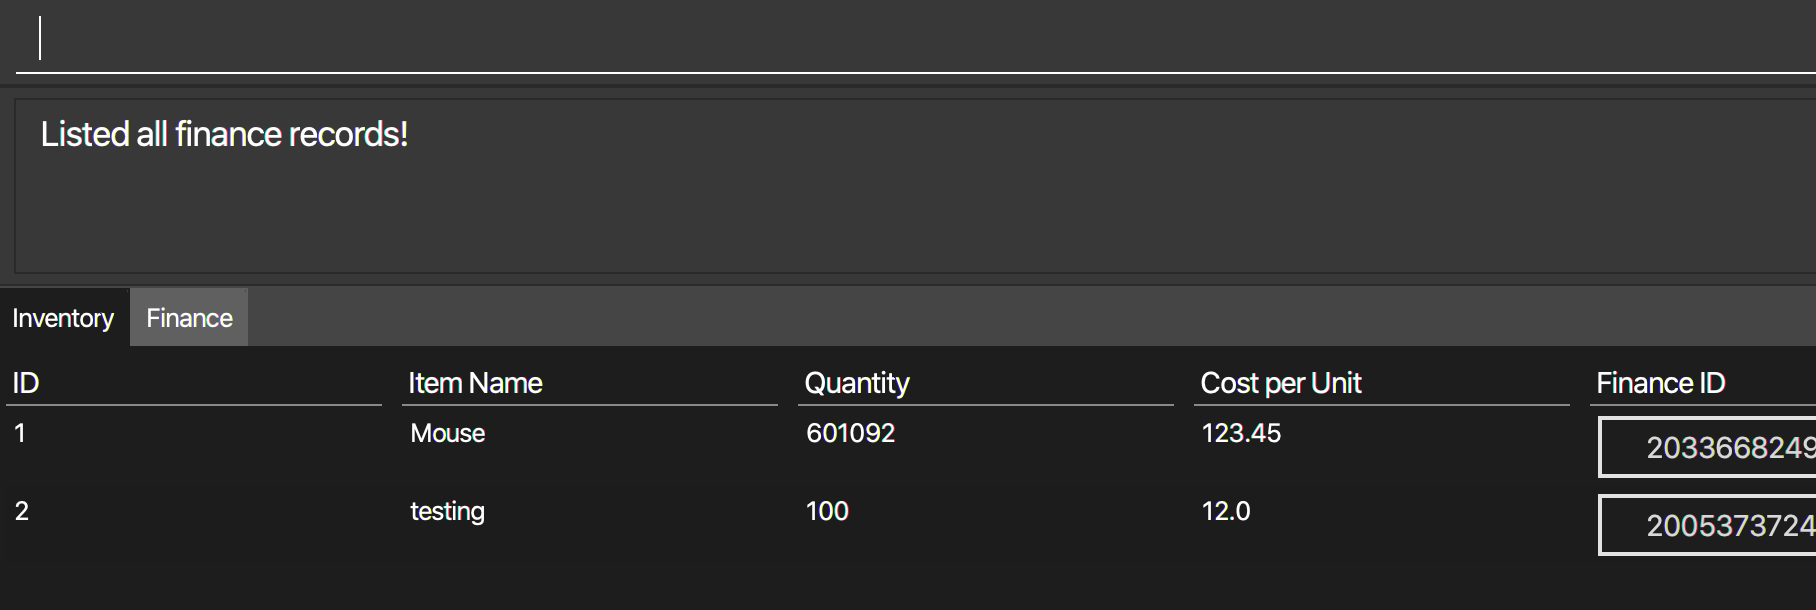 Listed all finance records!
Inventory Finance
ID Item Name Quantity Cost per Unit Finance ID
1 Mouse 601092 123.45 2033668249
2 testing 100 12.0 2005373724